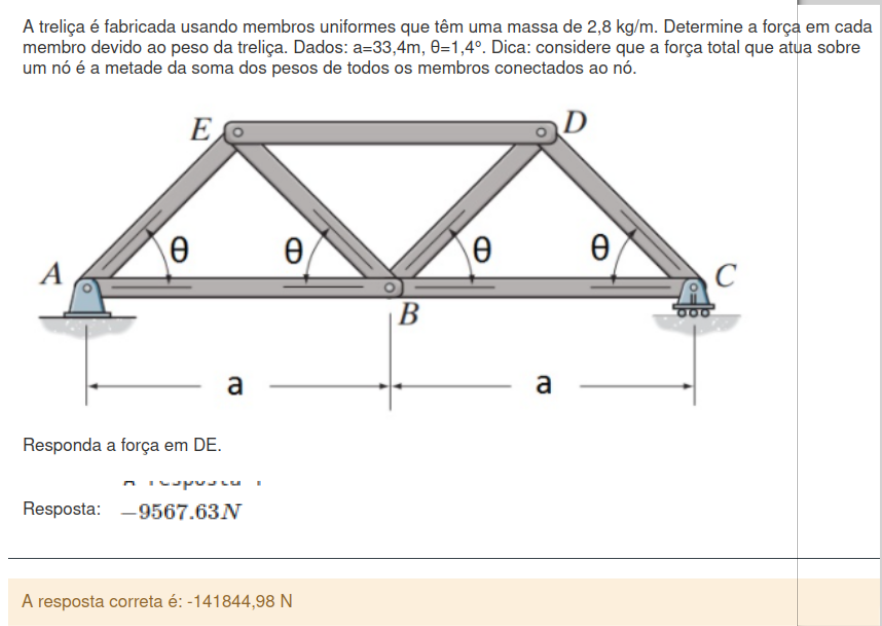 A treliça é fabricada usando membros uniformes que têm uma massa de 2,8 kg/m. Determine a força em cada
membro devido ao peso da treliça. Dados: a=33,4m, θ=1,4º. Dica: considere que a força total que atua sobre
um nó é a metade da soma dos pesos de todos os membros conectados ao nó.
E D
θ θ θ θ
A C
B
a a
Responda a força em DE.
Resposta: −9567.63N
A resposta correta é: -141844,98 N